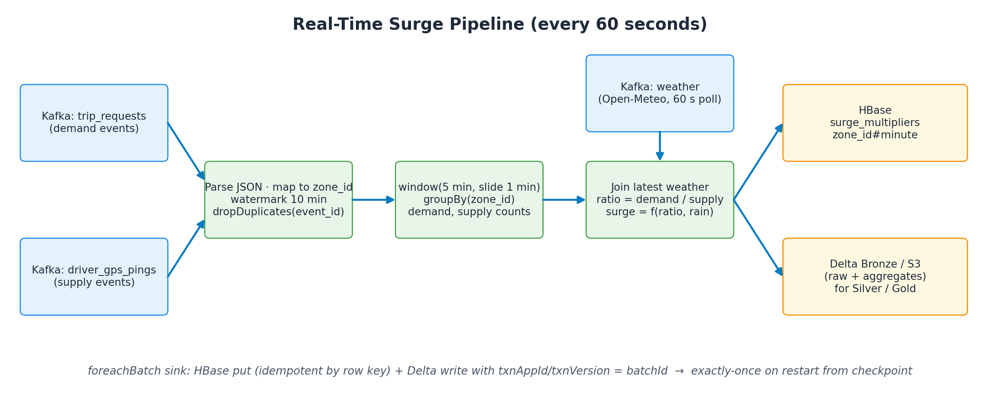 Real-Time Surge Pipeline (every 60 seconds)
Kafka: trip_requests
(demand events)
Kafka: driver_gps_pings
(supply events)
Parse JSON · map to zone_id
watermark 10 min
dropDuplicates(event_id)
window(5 min, slide 1 min)
groupBy(zone_id)
demand, supply counts
Kafka: weather
(Open-Meteo, 60 s poll)
Join latest weather
ratio = demand / supply
surge = f(ratio, rain)
HBase
surge_multipliers
zone_id#minute
Delta Bronze / S3
(raw + aggregates)
for Silver / Gold
foreachBatch sink: HBase put (idempotent by row key) + Delta write with txnAppId/txnVersion = batchId → exactly-once on restart from checkpoint